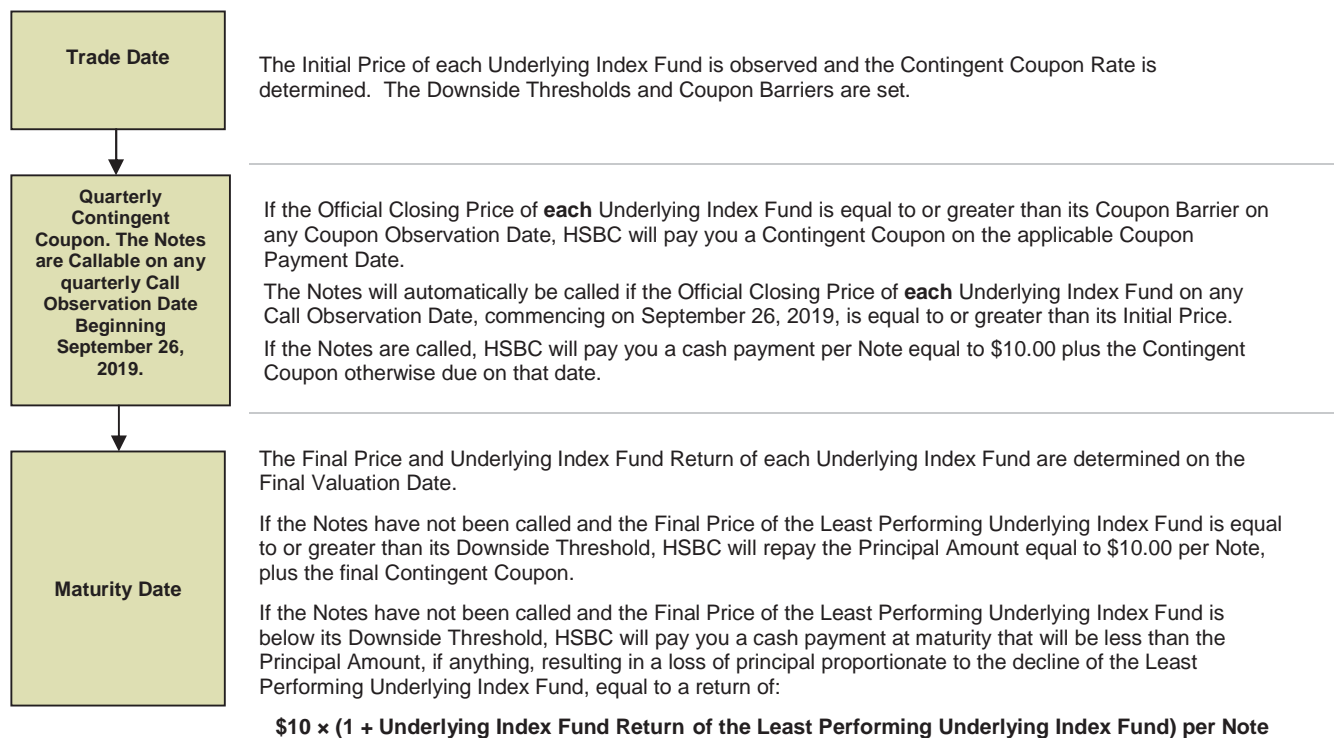 Trade Date
The Initial Price of each Underlying Index Fund is observed and the Contingent Coupon Rate is
determined.  The Downside Thresholds and Coupon Barriers are set.
Quarterly
Contingent
Coupon. The Notes
are Callable on any
quarterly Call
Observation Date
Beginning
September 26,
2019.
If the Official Closing Price of each Underlying Index Fund is equal to or greater than its Coupon Barrier on
any Coupon Observation Date, HSBC will pay you a Contingent Coupon on the applicable Coupon
Payment Date.
The Notes will automatically be called if the Official Closing Price of each Underlying Index Fund on any
Call Observation Date, commencing on September 26, 2019, is equal to or greater than its Initial Price.
If the Notes are called, HSBC will pay you a cash payment per Note equal to $10.00 plus the Contingent
Coupon otherwise due on that date.
Maturity Date
The Final Price and Underlying Index Fund Return of each Underlying Index Fund are determined on the
Final Valuation Date.
If the Notes have not been called and the Final Price of the Least Performing Underlying Index Fund is equal
to or greater than its Downside Threshold, HSBC will repay the Principal Amount equal to $10.00 per Note,
plus the final Contingent Coupon.
If the Notes have not been called and the Final Price of the Least Performing Underlying Index Fund is
below its Downside Threshold, HSBC will pay you a cash payment at maturity that will be less than the
Principal Amount, if anything, resulting in a loss of principal proportionate to the decline of the Least
Performing Underlying Index Fund, equal to a return of:
$10 × (1 + Underlying Index Fund Return of the Least Performing Underlying Index Fund) per Note